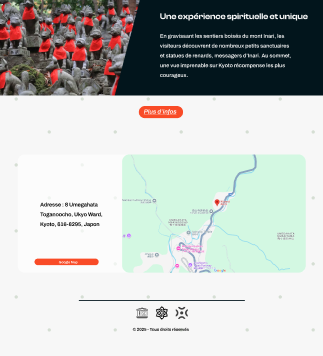 Une expérience spirituelle et unique
En gravissant les sentiers boisés du mont Inari, les
visiteurs découvrent de nombreux petits sanctuaires
et statues de renards, messagers d'Inari. Au sommet,
une vue imprenable sur Kyoto récompense les plus
courageux.
Plus d'infos
Adresse : 8 Umegahata
Toganoocho, Ukyo Ward,
Kyoto, 616-8295, Japan
Google Map
© 2025 - Tous droits réservés